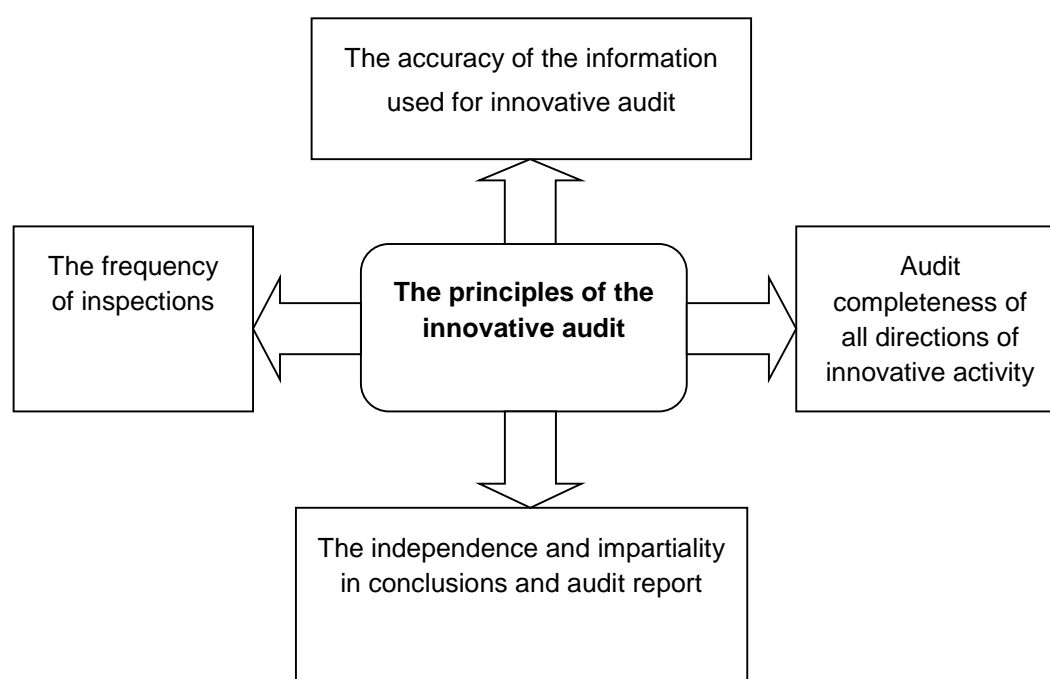 The accuracy of the information
used for innovative audit
The frequency
of inspections
The principles of the
innovative audit
Audit
completeness of
all directions of
innovative activity
The independence and impartiality
in conclusions and audit report